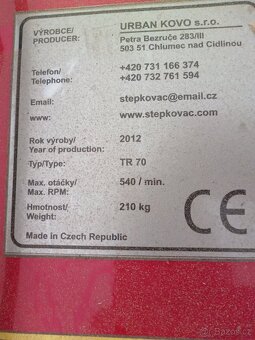 VÝROBCE/ URBAN KOVO s.r.o.
PRODUCER: Petra Bezruče 283/III
503 51 Chlumec nad Cidlinou
Telefon/ +420 731 166 374
Telephone: +420 732 761 594
Email: stepkovac@email.cz
www: www.stepkovac.com
Rok výroby/ 2012
Year of production:
Typ/Type: TR 70
Max. otáčky/ 540 / min.
Max. RPM:
Hmotnost/ 210 kg
Weight:
CE
Made in Czech Republic